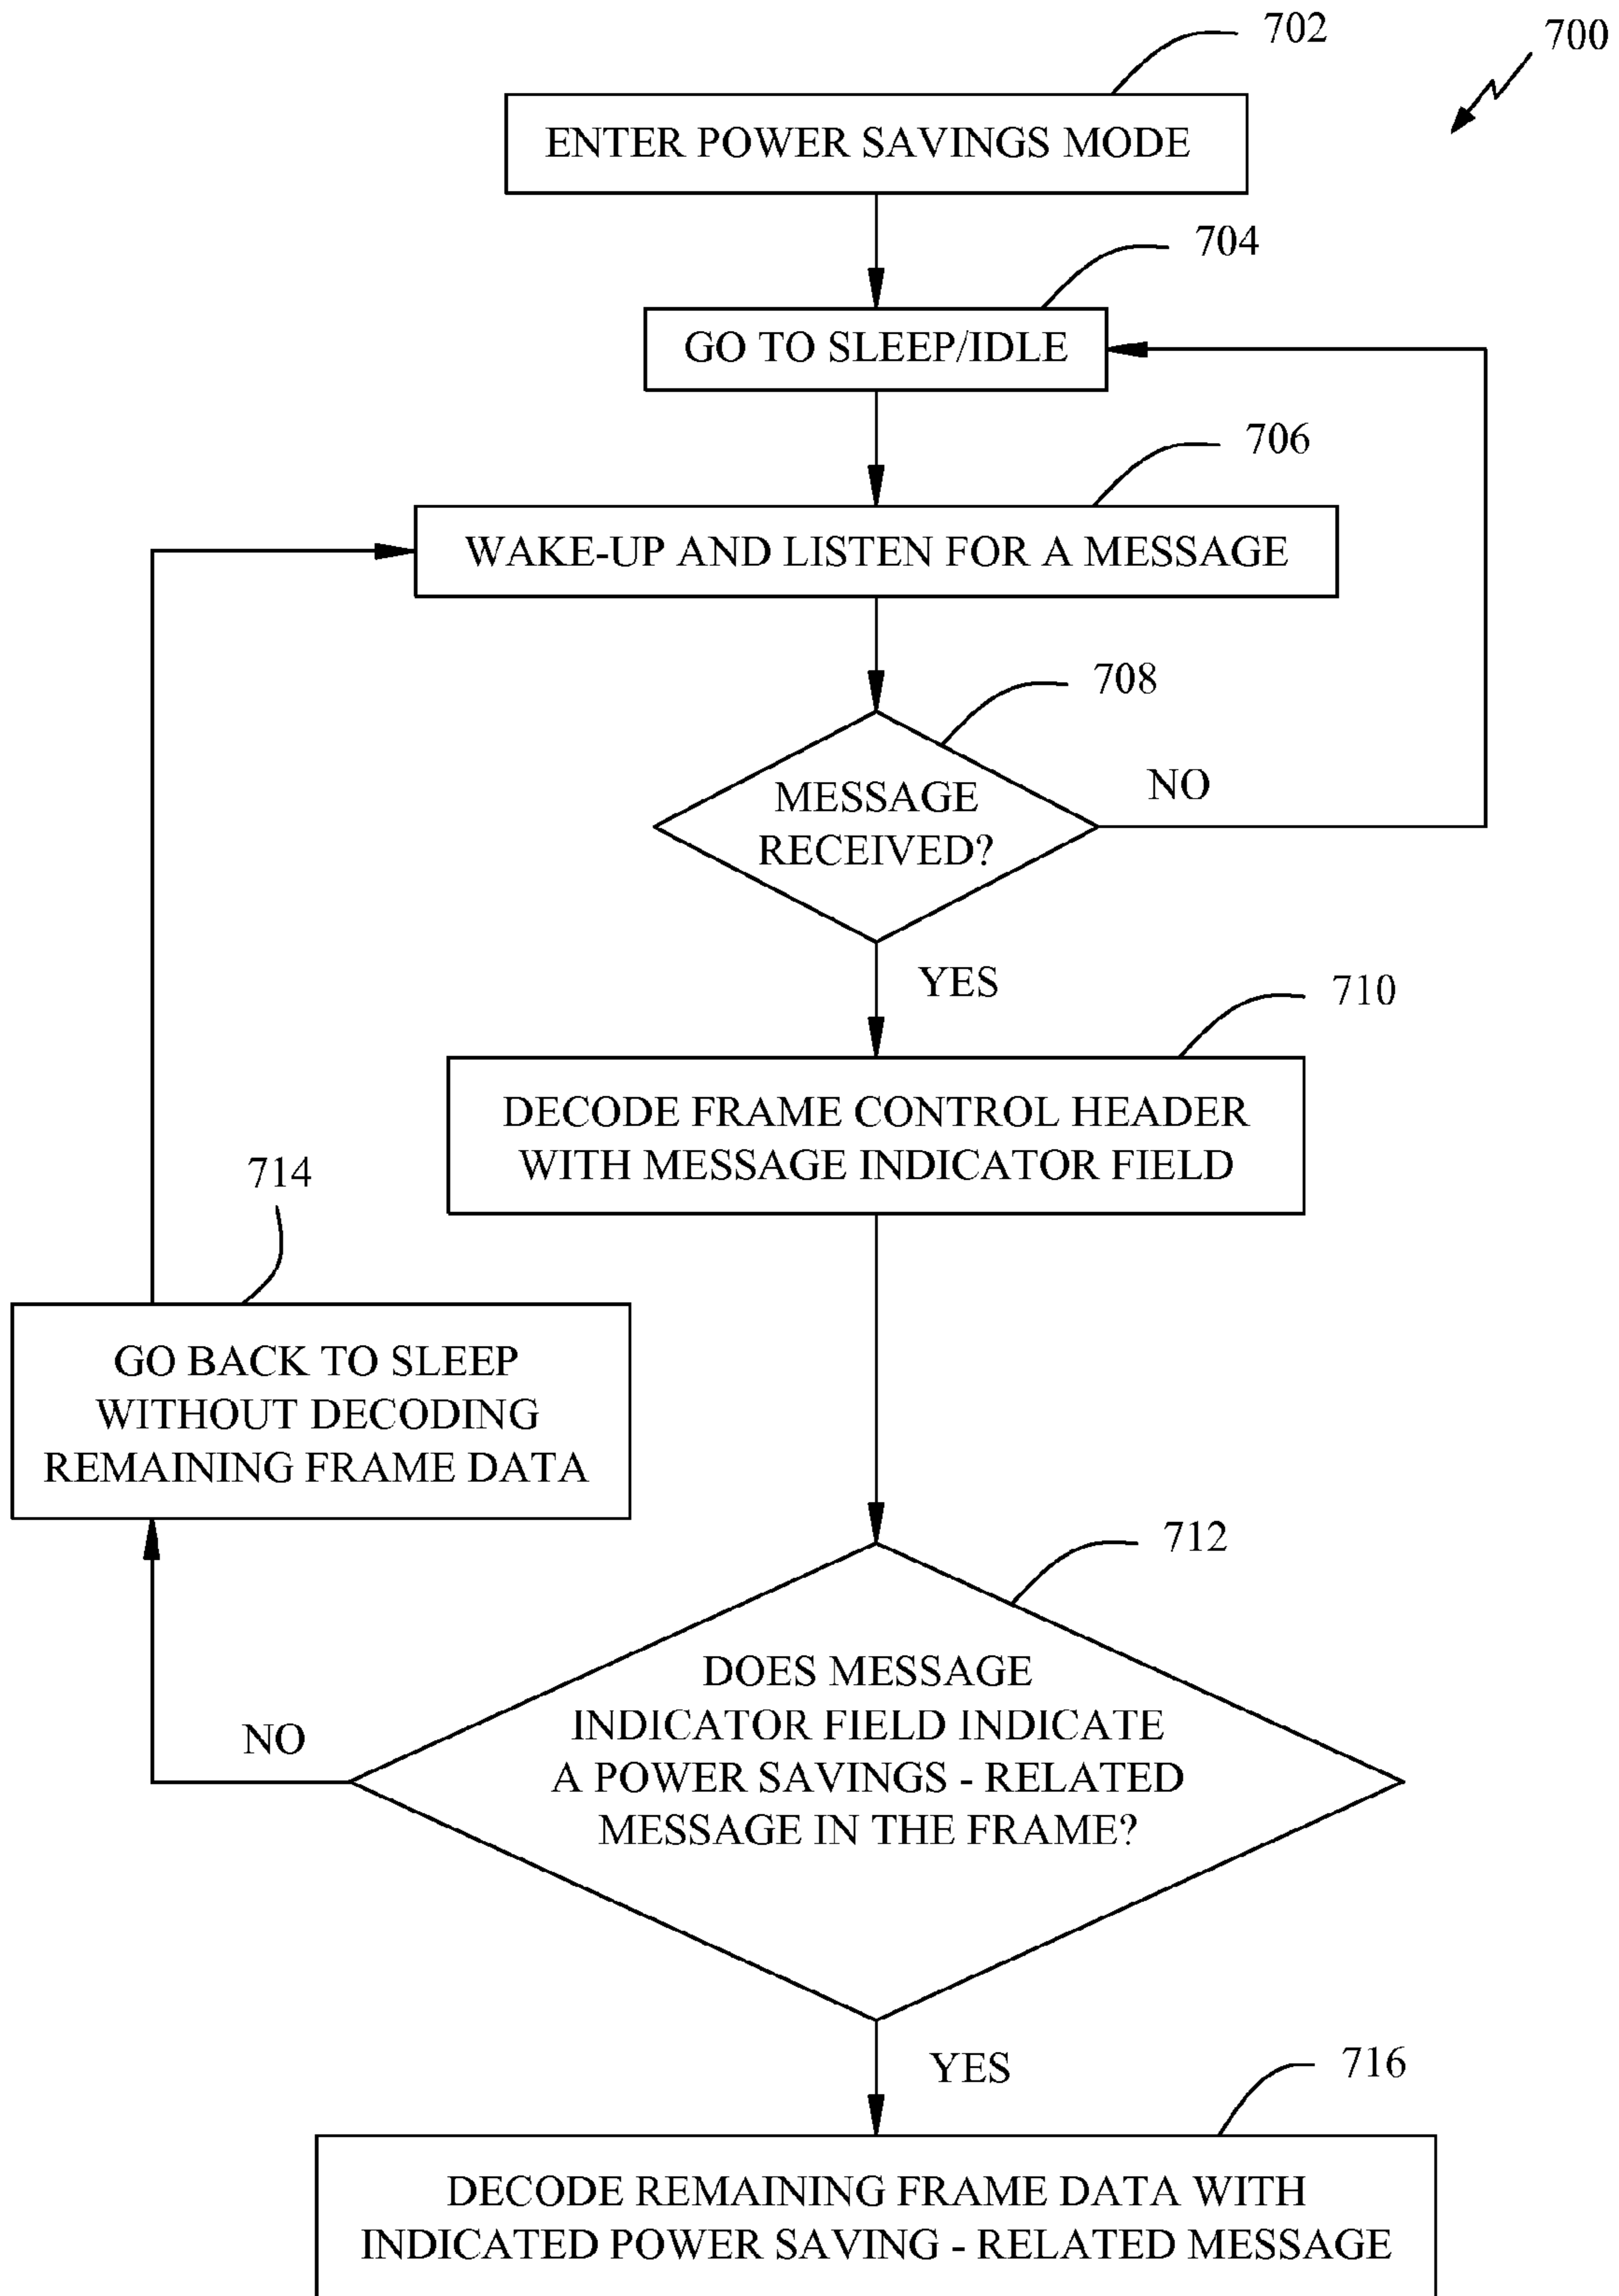 702
700
ENTER POWER SAVINGS MODE
704
GO TO SLEEP/IDLE
706
WAKE-UP AND LISTEN FOR A MESSAGE
708
MESSAGE
RECEIVED?
NO
YES
710
DECODE FRAME CONTROL HEADER
WITH MESSAGE INDICATOR FIELD
714
GO BACK TO SLEEP
WITHOUT DECODING
REMAINING FRAME DATA
712
DOES MESSAGE
INDICATOR FIELD INDICATE
A POWER SAVINGS - RELATED
MESSAGE IN THE FRAME?
NO
YES
716
DECODE REMAINING FRAME DATA WITH
INDICATED POWER SAVING - RELATED MESSAGE